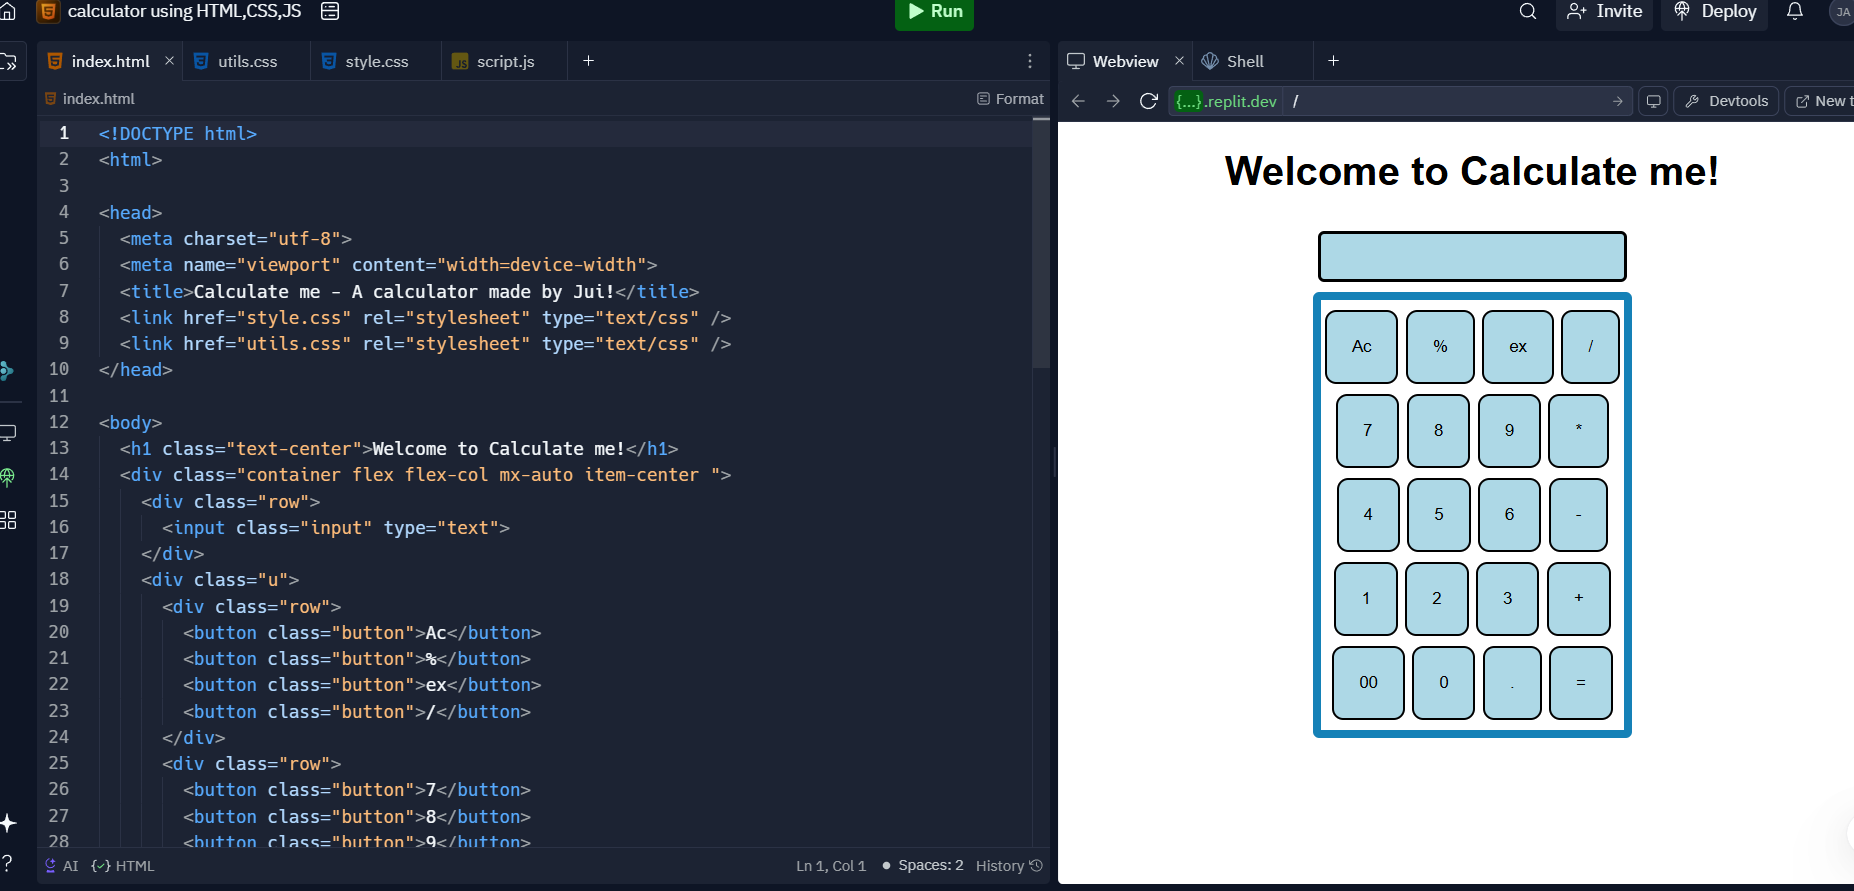 calculator using HTML,CSS,JS
Run
Invite
Deploy
JA
index.html
utils.css
style.css
script.js
Webview
Shell
index.html
Format
{...}.replit.dev
/
Devtools
New t
1 <!DOCTYPE html>
2 <html>
3
4 <head>
5 <meta charset="utf-8">
6 <meta name="viewport" content="width=device-width">
7 <title>Calculate me - A calculator made by Jui!</title>
8 <link href="style.css" rel="stylesheet" type="text/css" />
9 <link href="utils.css" rel="stylesheet" type="text/css" />
10 </head>
11
12 <body>
13 <h1 class="text-center">Welcome to Calculate me!</h1>
14 <div class="container flex flex-col mx-auto item-center ">
15 <div class="row">
16 <input class="input" type="text">
17 </div>
18 <div class="u">
19 <div class="row">
20 <button class="button">Ac</button>
21 <button class="button">%</button>
22 <button class="button">ex</button>
23 <button class="button">/</button>
24 </div>
25 <div class="row">
26 <button class="button">7</button>
27 <button class="button">8</button>
28 <button class="button">9</button>
AI
HTML
Ln 1, Col 1
Spaces: 2
History
Welcome to Calculate me!
Ac % ex /
7 8 9 *
4 5 6 -
1 2 3 +
00 0 . =